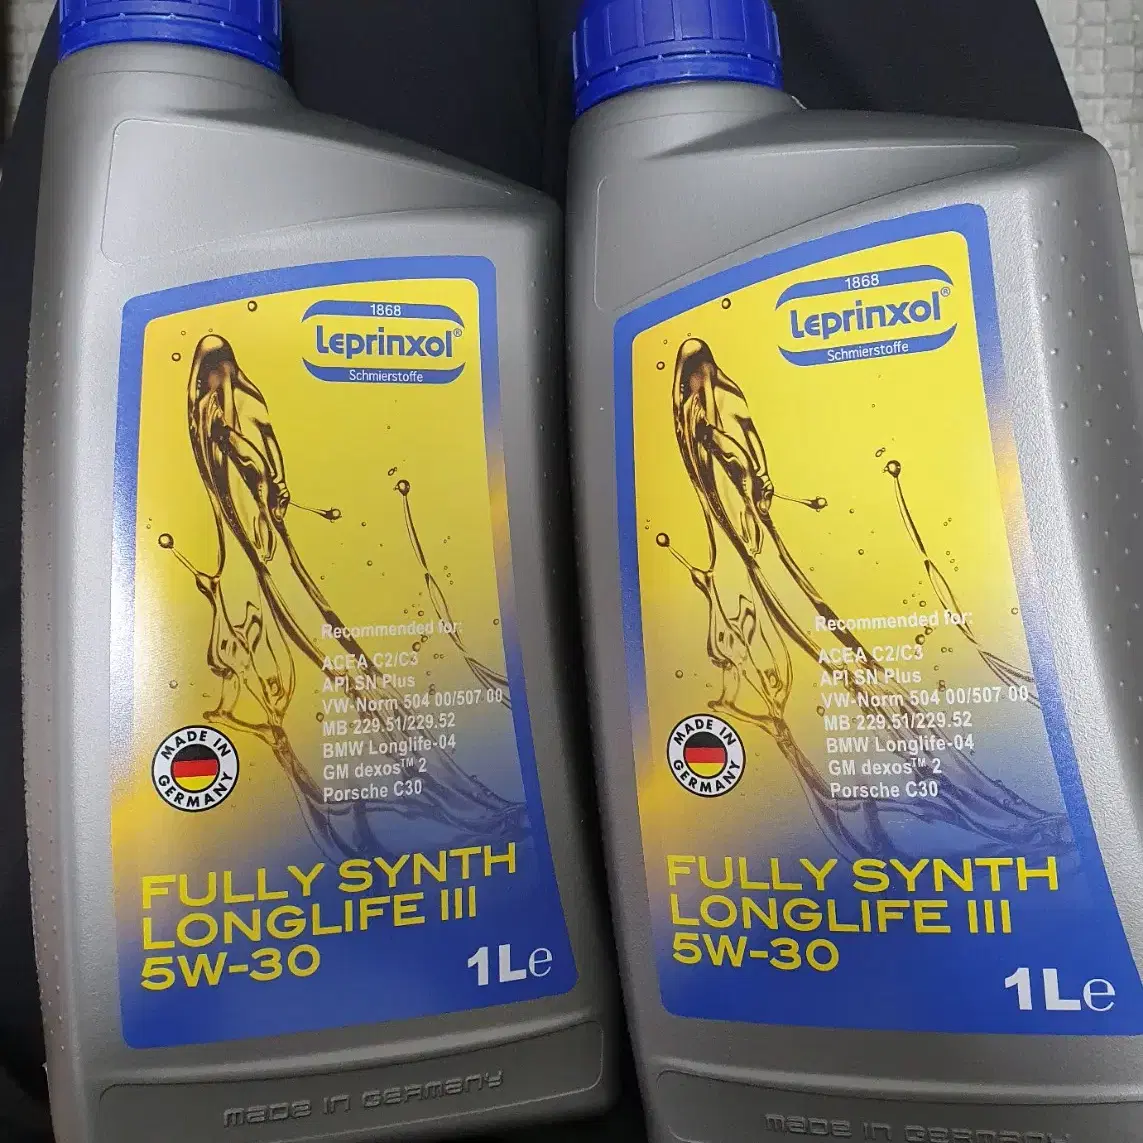 1868
Leprinxol®
Schmierstoffe
Recommended for:
ACEA C2/C3
API SN Plus
VW-Norm 504 00/507 00
MB 229.51/229.52
BMW Longlife-04
GM dexos™ 2
Porsche C30
MADE IN GERMANY
FULLY SYNTH
LONGLIFE III
5W-30
1Le
MADE IN GERMANY
1868
Leprinxol®
Schmierstoffe
Recommended for:
ACEA C2/C3
API SN Plus
VW-Norm 504 00/507 00
MB 229.51/229.52
BMW Longlife-04
GM dexos™ 2
Porsche C30
MADE IN GERMANY
FULLY SYNTH
LONGLIFE III
5W-30
1Le
MADE IN GERMANY